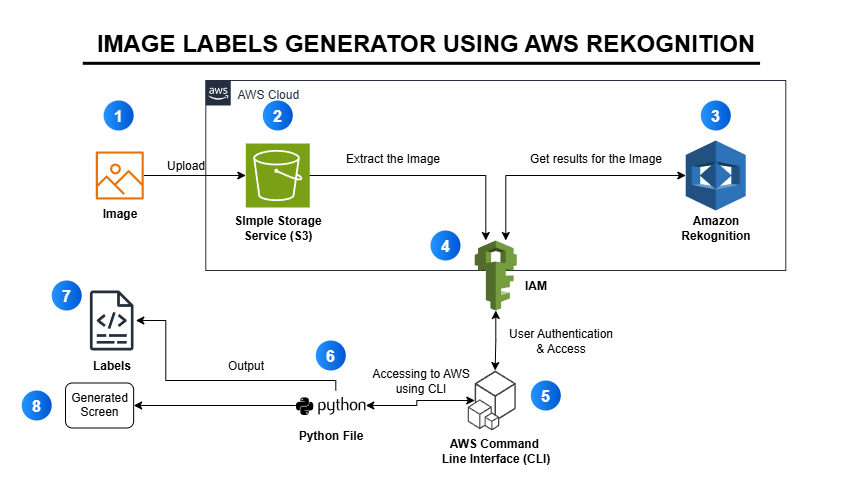 IMAGE LABELS GENERATOR USING AWS REKOGNITION
aws
AWS Cloud
1
2
3
Upload
Extract the Image
Get results for the Image
Image
SImple Storage
Service (S3)
Amazon
Rekognition
4
IAM
7
User Authentication
& Access
Labels
Output
6
Accessing to AWS
using CLI
5
8
Generated
Screen
python
Python File
AWS Command
Line Interface (CLI)